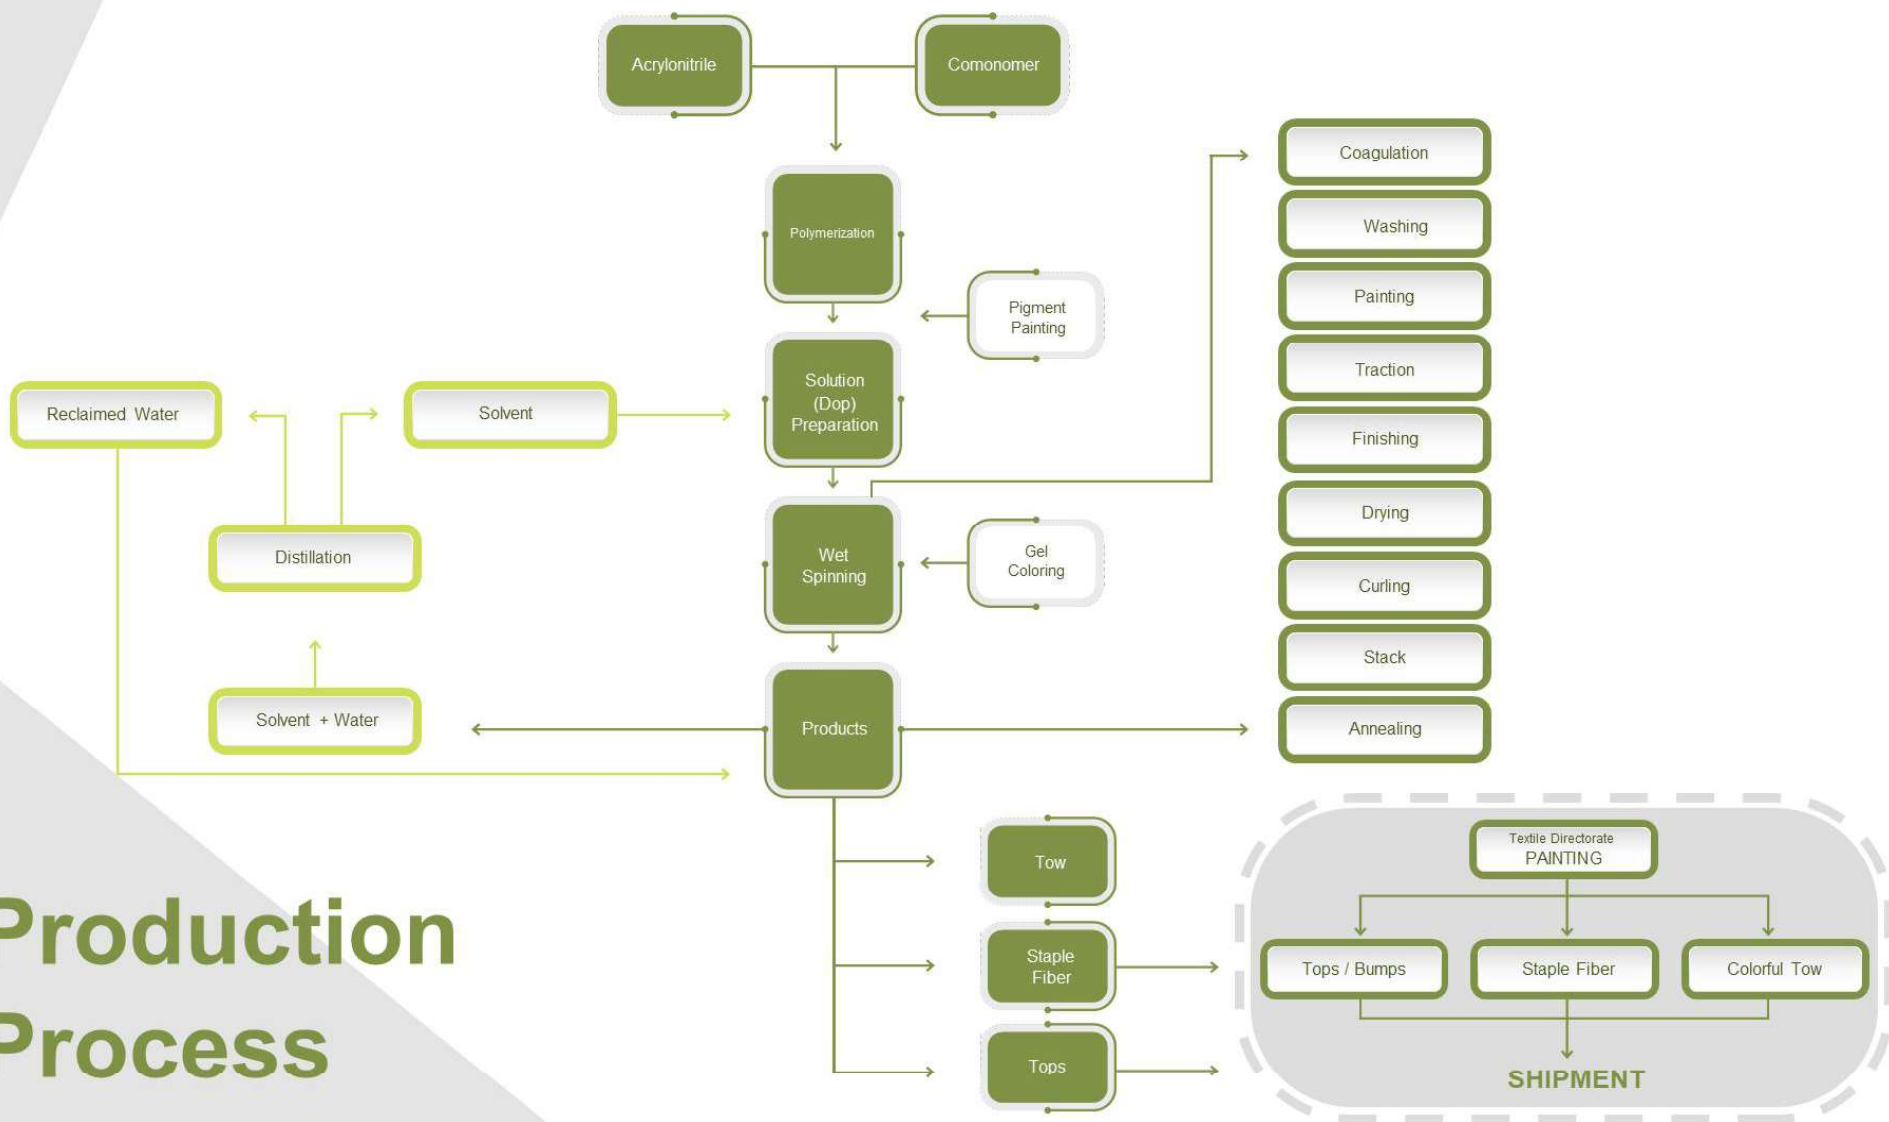 Acrylonitrile
Comonomer
Polymerization
Pigment
Painting
Solution
(Dop)
Preparation
Reclaimed Water
Solvent
Distillation
Wet
Spinning
Gel
Coloring
Solvent + Water
Products
Coagulation
Washing
Painting
Traction
Finishing
Drying
Curling
Stack
Annealing
Tow
Staple
Fiber
Tops
Textile Directorate
PAINTING
Tops / Bumps
Staple Fiber
Colorful Tow
SHIPMENT
Production
Process